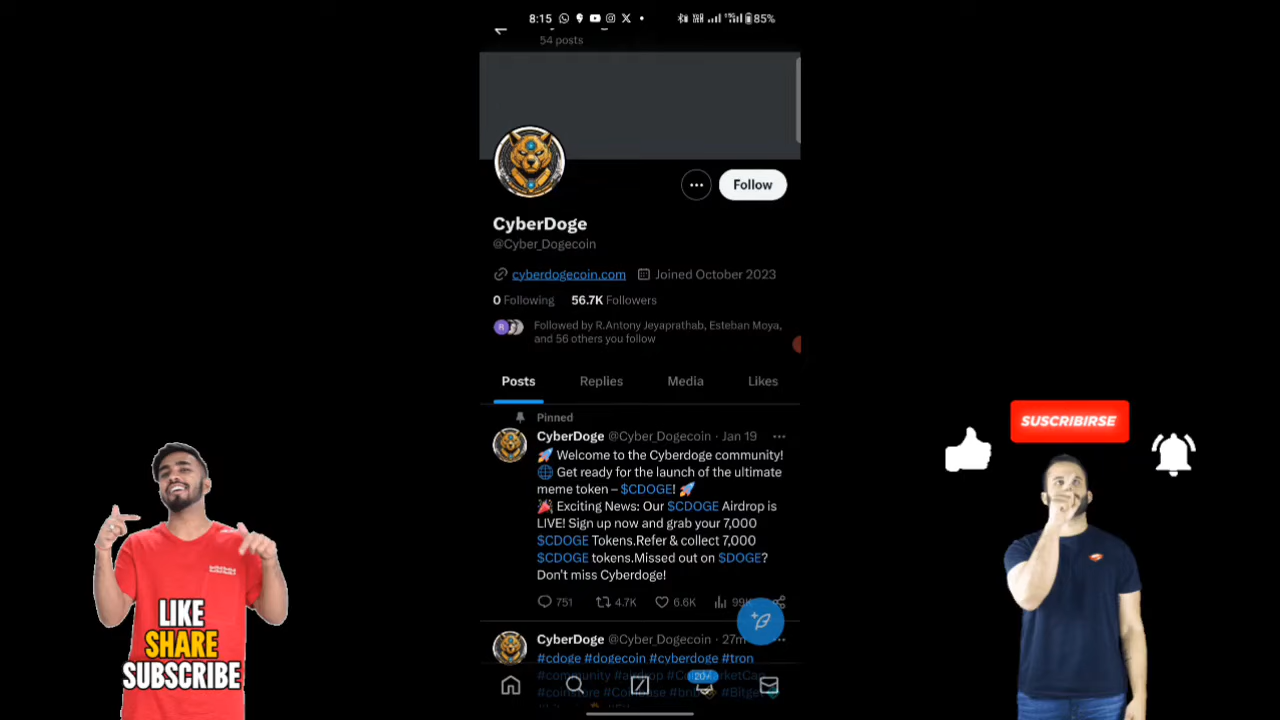 8:15
85%
54 posts
Follow
CyberDoge
@Cyber_Dogecoin
cyberdogecoin.com Joined October 2023
0 Following 56.7K Followers
R
Followed by R.Antony Jeyaprathab, Esteban Moya,
and 56 others you follow
Posts Replies Media Likes
Pinned
CyberDoge @Cyber_Dogecoin · Jan 19
🚀 Welcome to the Cyberdoge community!
🌐 Get ready for the launch of the ultimate
meme token – $CDOGE! 🚀
🎉 Exciting News: Our $CDOGE Airdrop is
LIVE! Sign up now and grab your 7,000
$CDOGE Tokens.Refer & collect 7,000
$CDOGE tokens.Missed out on $DOGE?
Don't miss Cyberdoge!
751 4.7K 6.6K
CyberDoge @Cyber_Dogecoin · 27m
#cdoge #dogecoin #cyberdoge #tron
#community #airdrop
20+
LIKE
SHARE
SUBSCRIBE
SUSCRIBIRSE